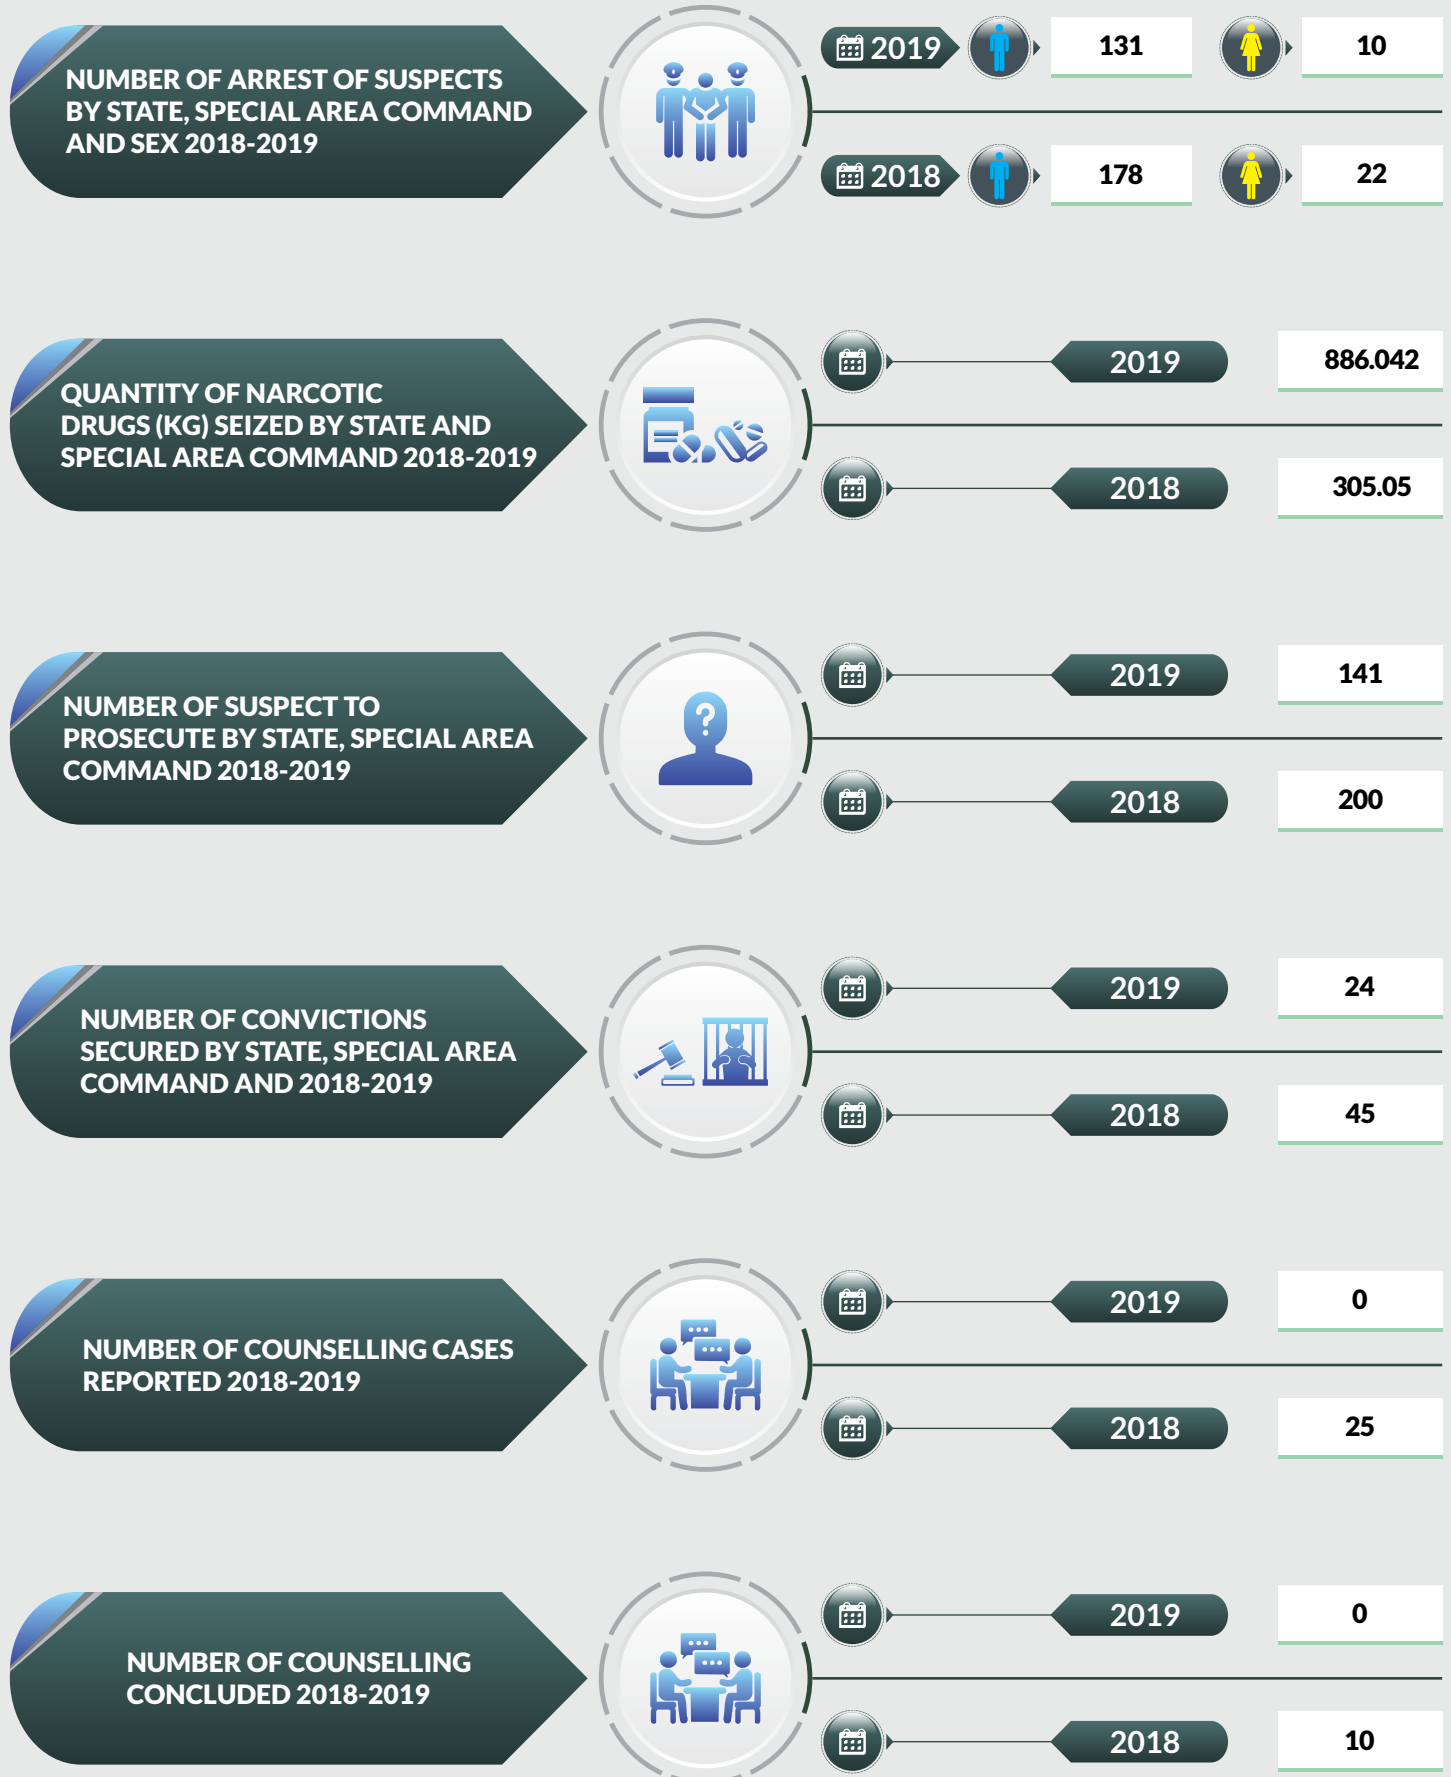 NUMBER OF ARREST OF SUSPECTS
BY STATE, SPECIAL AREA COMMAND
AND SEX 2018-2019
2019
131
10
2018
178
22
QUANTITY OF NARCOTIC
DRUGS (KG) SEIZED BY STATE AND
SPECIAL AREA COMMAND 2018-2019
2019
886.042
2018
305.05
NUMBER OF SUSPECT TO
PROSECUTE BY STATE, SPECIAL AREA
COMMAND 2018-2019
?
2019
141
2018
200
NUMBER OF CONVICTIONS
SECURED BY STATE, SPECIAL AREA
COMMAND AND 2018-2019
2019
24
2018
45
NUMBER OF COUNSELLING CASES
REPORTED 2018-2019
2019
0
2018
25
NUMBER OF COUNSELLING
CONCLUDED 2018-2019
2019
0
2018
10